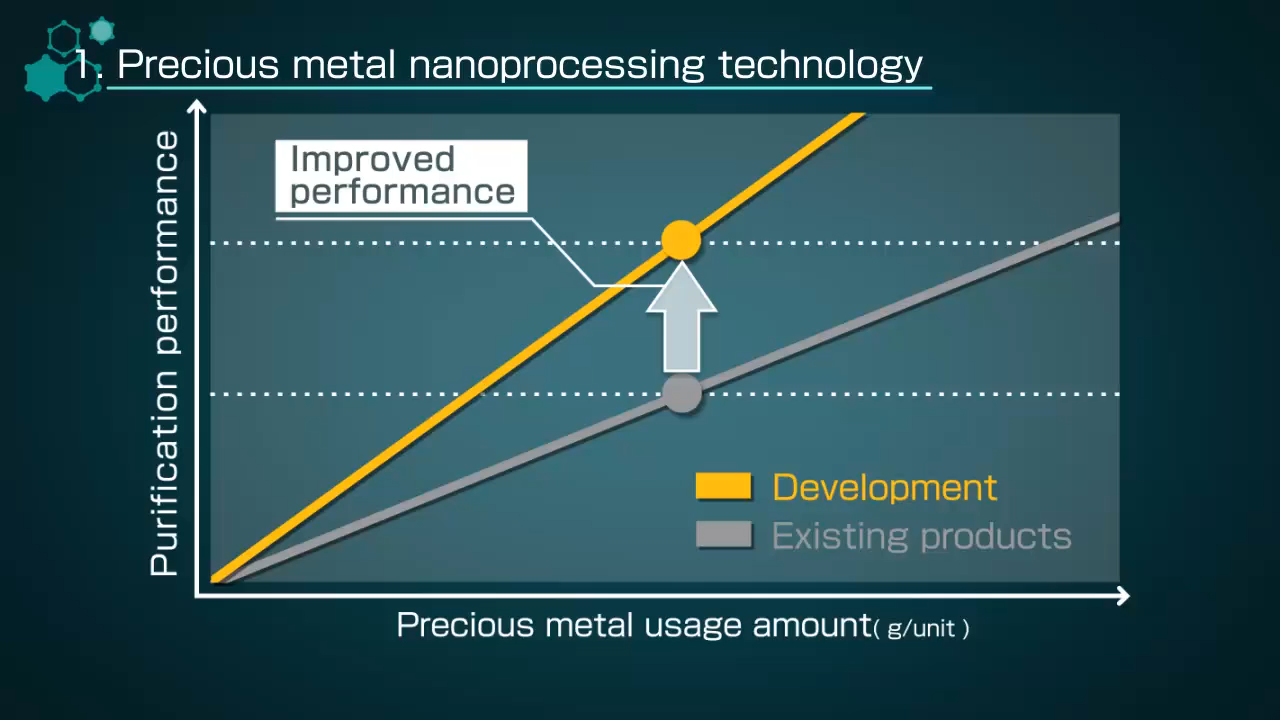 1. Precious metal nanoprocessing technology
Improved
performance
Purification performance
Development
Existing products
Precious metal usage amount( g/unit )